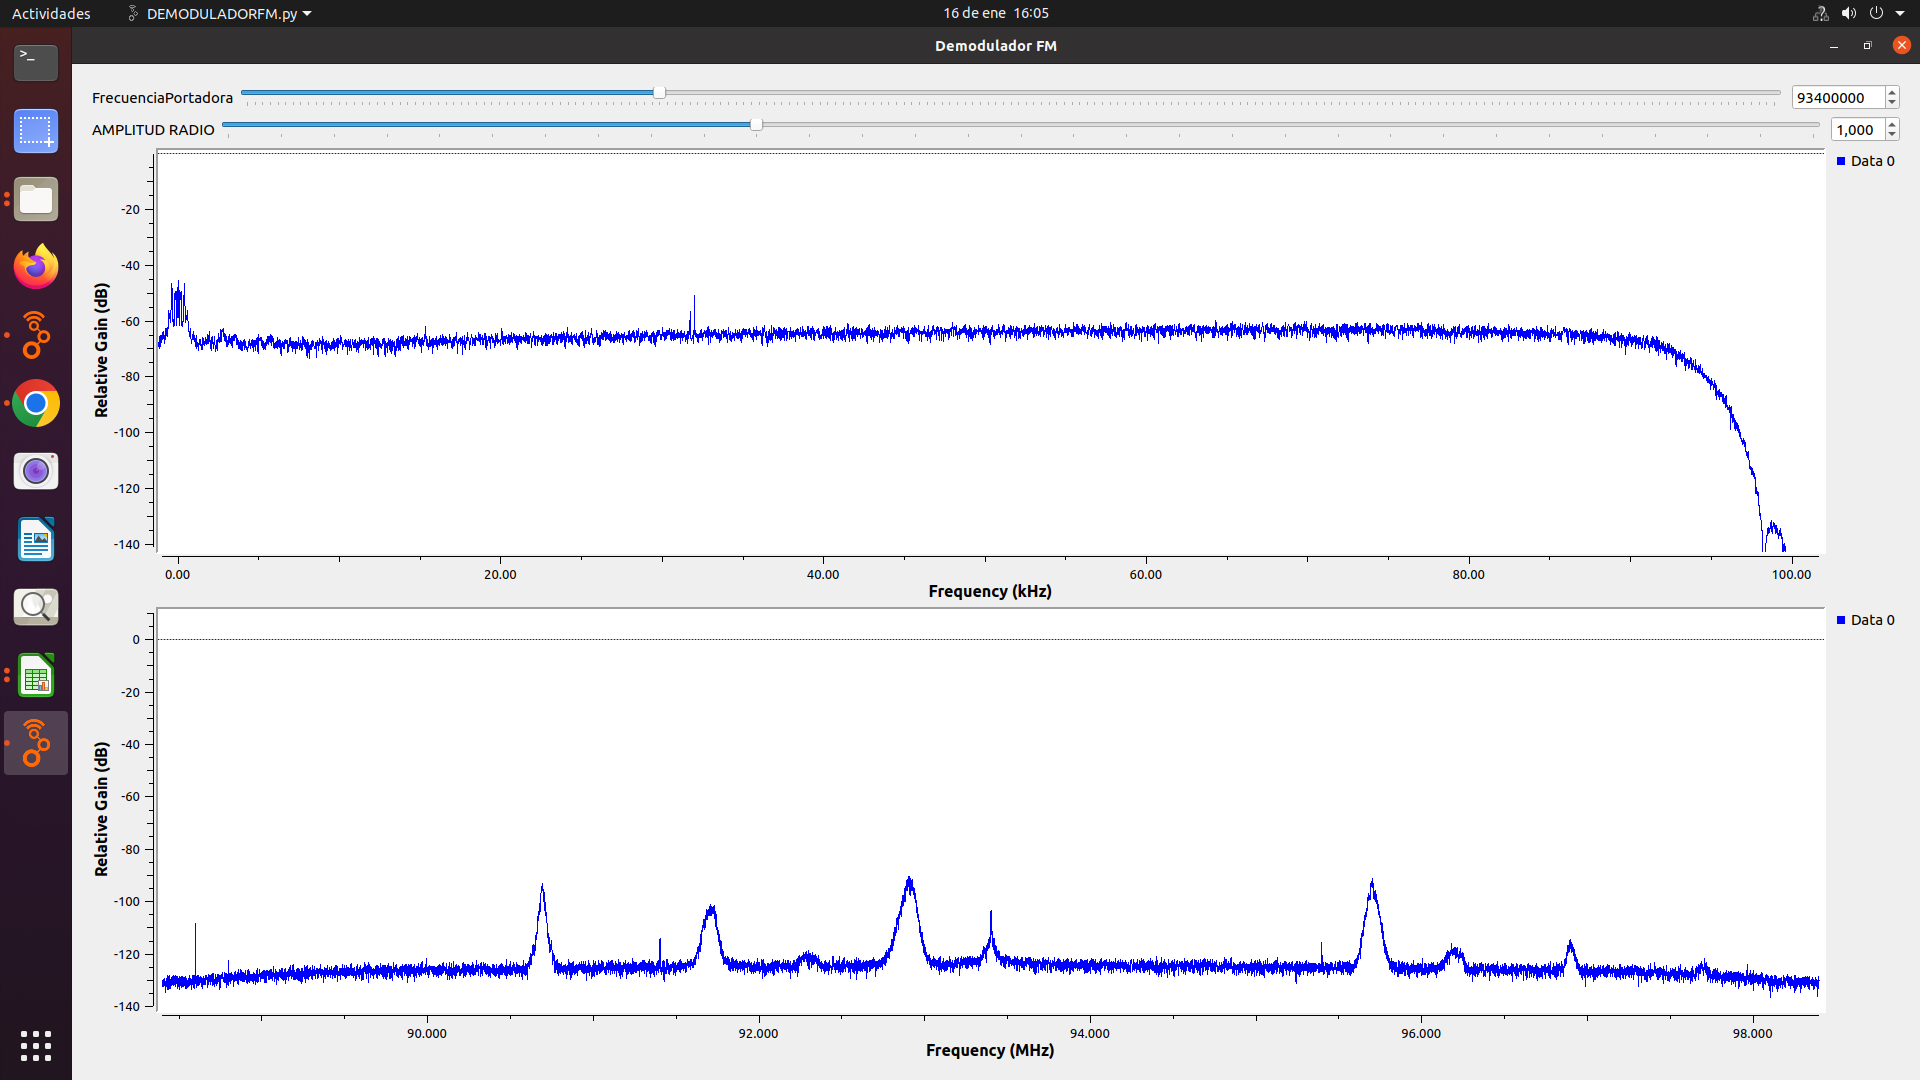 Actividades DEMODULADORFM.py 16 de ene 16:05
Demodulador FM
FrecuenciaPortadora 93400000
AMPLITUD RADIO 1,000
Data 0
-20
-40
-60
-80
-100
-120
-140
Relative Gain (dB)
0.00 20.00 40.00 60.00 80.00 100.00
Frequency (kHz)
Data 0
0
-20
-40
-60
-80
-100
-120
-140
Relative Gain (dB)
90.000 92.000 94.000 96.000 98.000
Frequency (MHz)